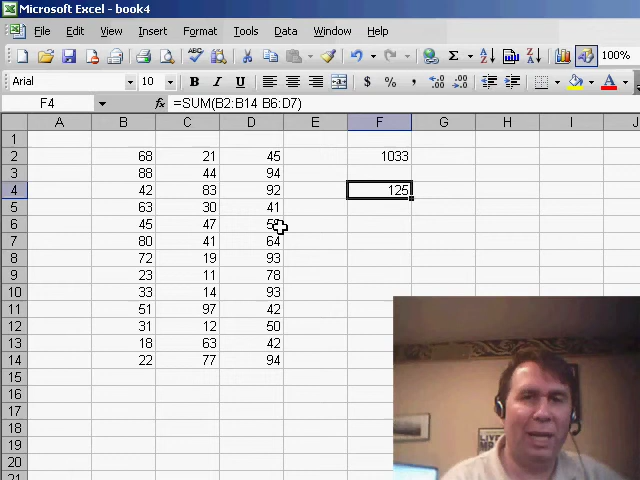 Microsoft Excel - book4
File Edit View Insert Format Tools Data Window Help
100%
Arial 10 B I U $ % ,
F4 fx =SUM(B2:B14 B6:D7)
A B C D E F G H I J
1
2 68 21 45 1033
3 88 44 94
4 42 83 92 125
5 63 30 41
6 45 47
7 80 41 64
8 72 19 93
9 23 11 78
10 33 14 93
11 51 97 42
12 31 12 50
13 18 63 42
14 22 77 94
15
16
17
18
19
20
21